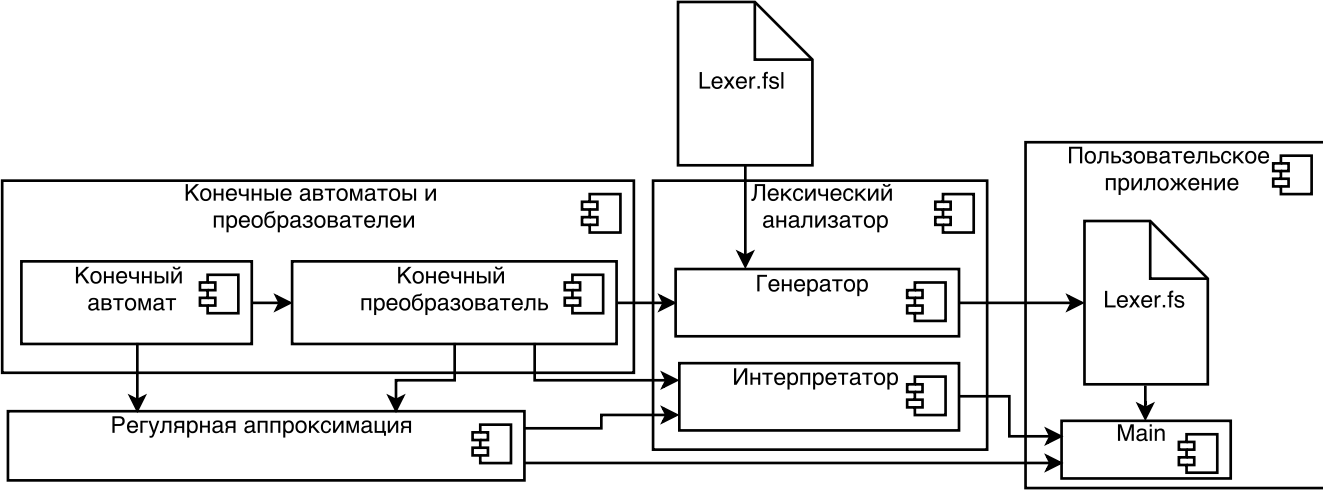 Lexer.fsl
Конечные автоматоы и
преобразователеи
Конечный
автомат
Конечный
преобразователь
Регулярная аппроксимация
Лексический
анализатор
Генератор
Интерпретатор
Пользовательское
приложение
Lexer.fs
Main